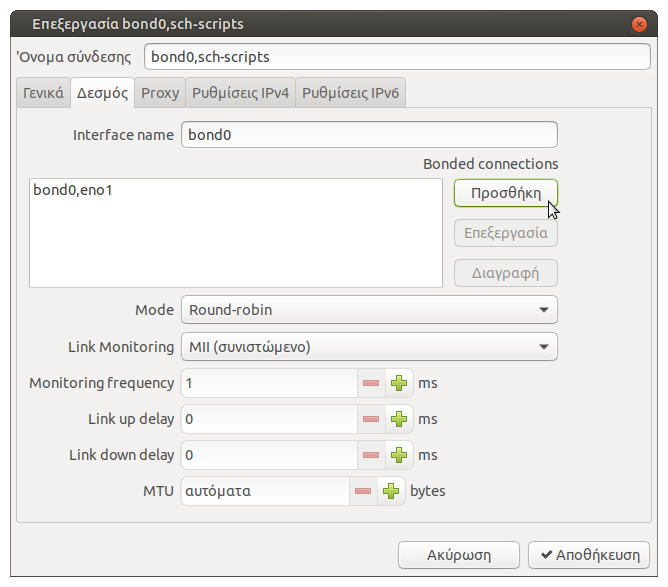 Επεξεργασία bond0,sch-scripts
Όνομα σύνδεσης bond0,sch-scripts
Γενικά Δεσμός Proxy Ρυθμίσεις IPv4 Ρυθμίσεις IPv6
Interface name bond0
Bonded connections
bond0,eno1 Προσθήκη
Επεξεργασία
Διαγραφή
Mode Round-robin
Link Monitoring MII (συνιστώμενο)
Monitoring frequency 1 ms
Link up delay 0 ms
Link down delay 0 ms
MTU αυτόματα bytes
Ακύρωση Αποθήκευση